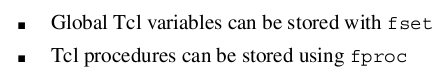 ▪ Global Tcl variables can be stored with fset
▪ Tcl procedures can be stored using fproc